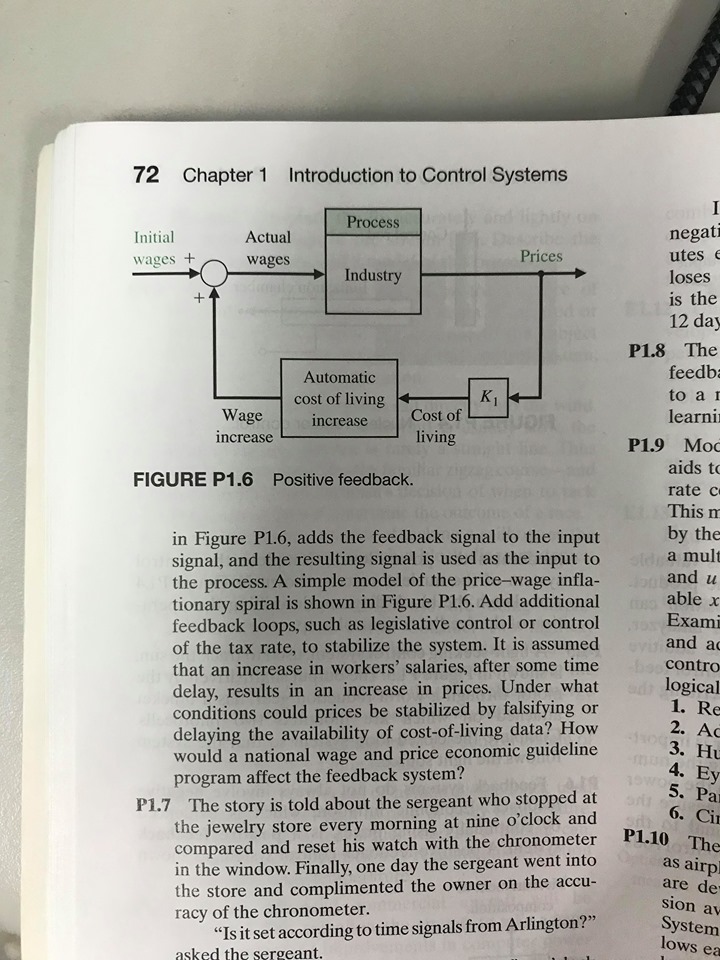 72 Chapter 1 Introduction to Control Systems
Process
Initial
wages +
Actual
wages
Industry
Prices
+
Automatic
cost of living
increase
K1
Wage
increase
Cost of
living
FIGURE P1.6 Positive feedback.
in Figure P1.6, adds the feedback signal to the input
signal, and the resulting signal is used as the input to
the process. A simple model of the price–wage infla-
tionary spiral is shown in Figure P1.6. Add additional
feedback loops, such as legislative control or control
of the tax rate, to stabilize the system. It is assumed
that an increase in workers' salaries, after some time
delay, results in an increase in prices. Under what
conditions could prices be stabilized by falsifying or
delaying the availability of cost-of-living data? How
would a national wage and price economic guideline
program affect the feedback system?
P1.7 The story is told about the sergeant who stopped at
the jewelry store every morning at nine o'clock and
compared and reset his watch with the chronometer
in the window. Finally, one day the sergeant went into
the store and complimented the owner on the accu-
racy of the chronometer.
"Is it set according to time signals from Arlington?"
asked the sergeant.
I
negati
utes
loses
is the
12 day
P1.8 The
feedba
to a
learni
P1.9 Mod
aids to
rate c
This m
by the
a mult
and u
able x
Exami
and ac
contro
logical
1. Re
2. Ac
3. Hu
4. Ey
5. Pa
6. Cir
P1.10 The
as airpl
are de
sion av
System
lows ea